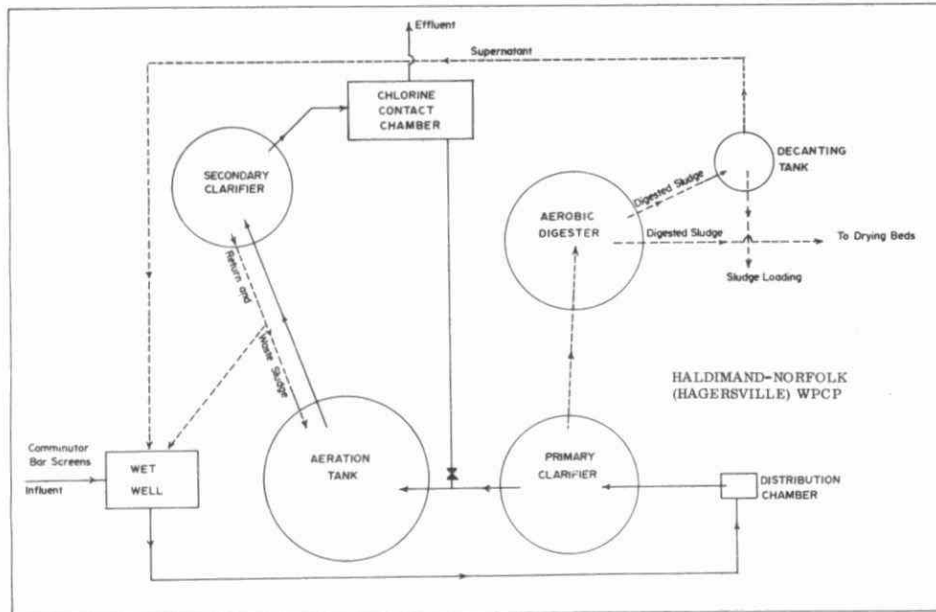 Effluent
Supernatant
CHLORINE
CONTACT
CHAMBER
SECONDARY
CLARIFIER
DECANTING
TANK
Digested Sludge
AEROBIC
DIGESTER
Digested Sludge
To Drying Beds
Sludge Loading
Return and
Waste Sludge
HALDIMAND-NORFOLK
(HAGERSVILLE) WPCP
Comminutor
Bar Screens
Influent
WET
WELL
AERATION
TANK
PRIMARY
CLARIFIER
DISTRIBUTION
CHAMBER